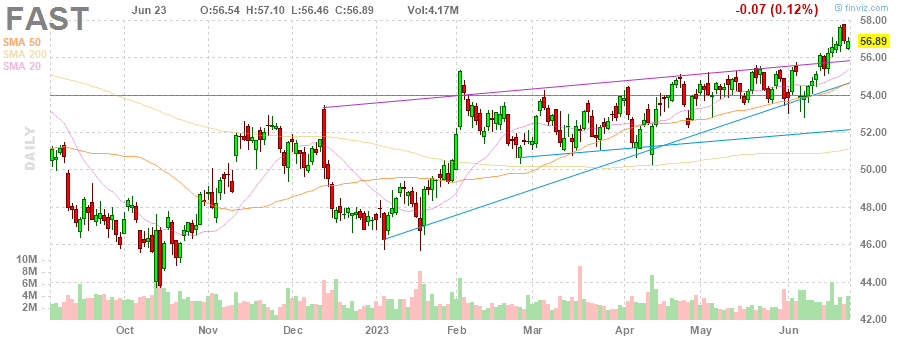 FAST Jun 23 O:56.54 H:57.10 L:56.46 C:56.89 Vol:4.17M -0.07 (0.12%) © finviz.com
SMA 50
SMA 200
SMA 20
DAILY
58.00
56.89
56.00
54.00
52.00
50.00
48.00
46.00
44.00
42.00
10M
8M
6M
4M
2M
Oct Nov Dec 2023 Feb Mar Apr May Jun